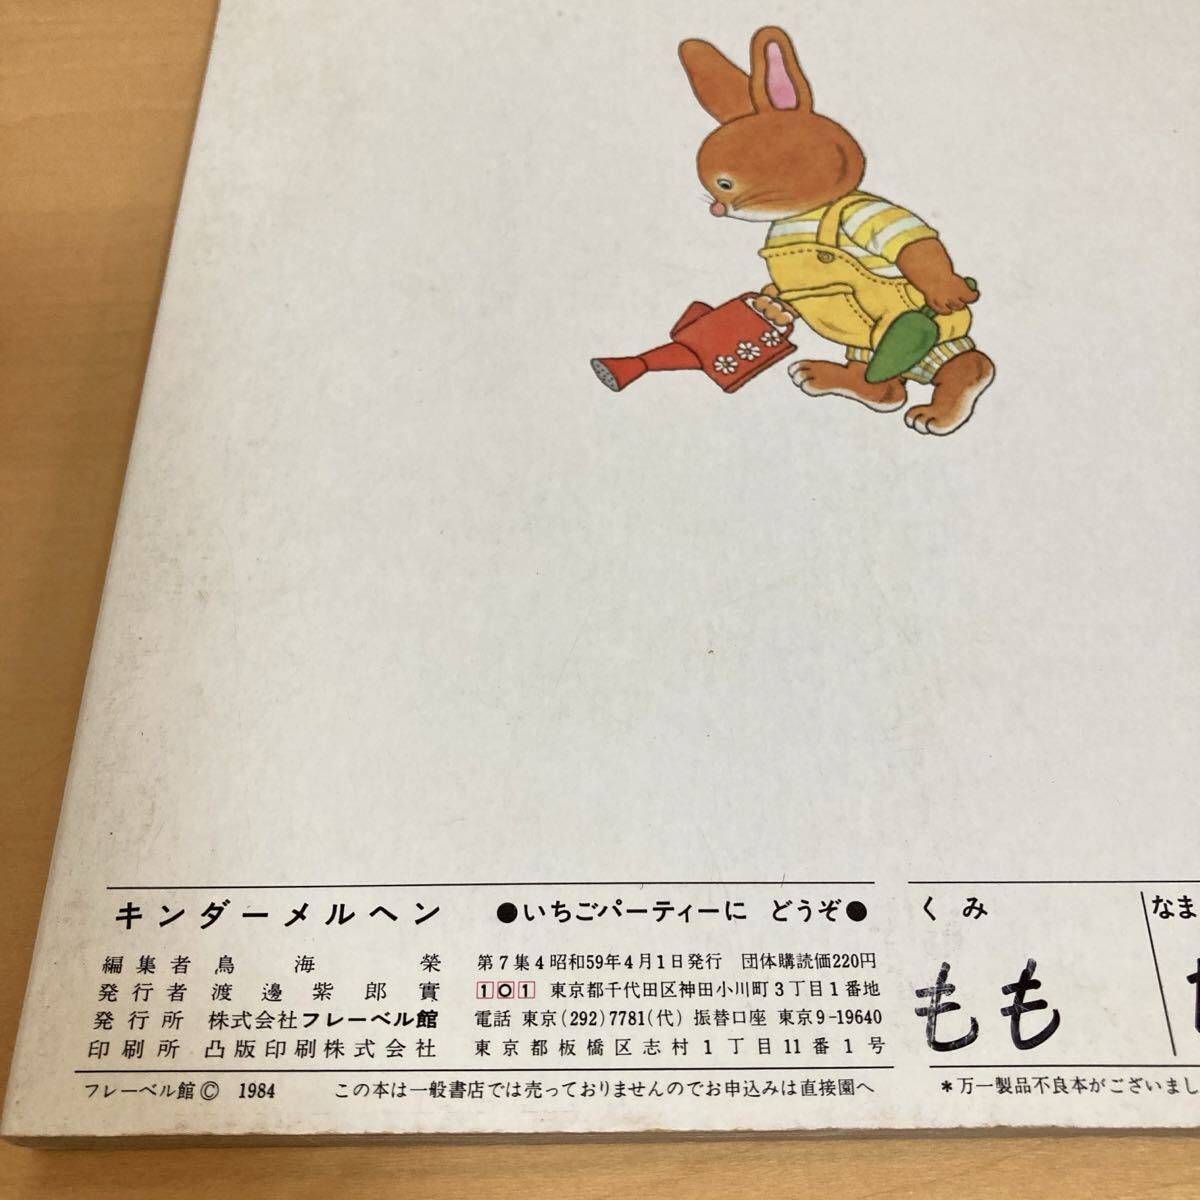 キンダーメルヘン ●いちごパーティーに どうぞ●
編集者 鳥海 榮 第7集4 昭和59年4月1日発行 団体購読価220円
発行者 渡邊紫郎實 101 東京都千代田区神田小川町3丁目1番地
発行所 株式会社フレーベル館 電話 東京(292)7781(代) 振替口座 東京9-19640
印刷所 凸版印刷株式会社 東京都板橋区志村1丁目11番1号
フレーベル館© 1984 この本は一般書店では売っておりませんのでお申込みは直接園へ
くみ なま
もも
*万一製品不良本がございまし